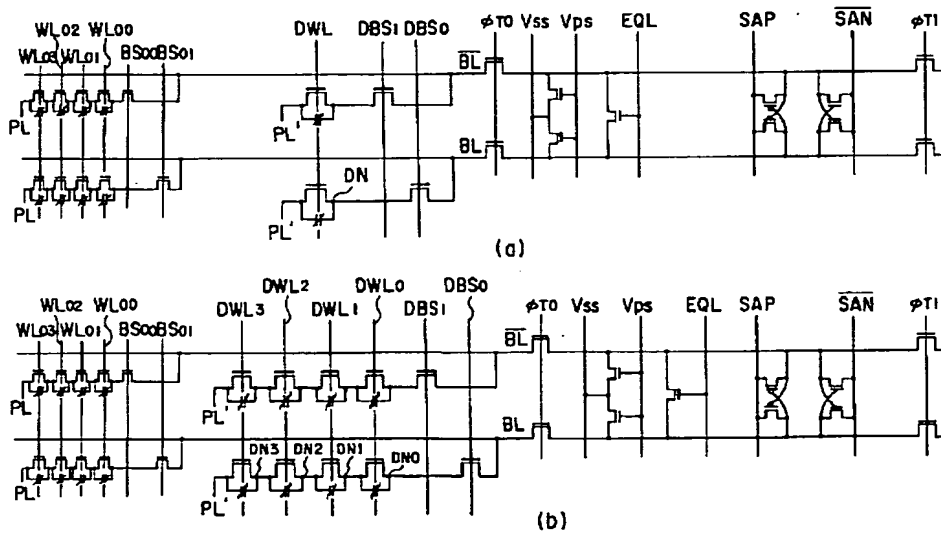 WL02 WL00 DWL DBS1 DBS0 φT0 Vss Vps EQL SAP SAN φT1
WL03 WL01 BS00 BS01
BL
PL PL'
BL
DN
PL PL'
(a)
DWL2 DWL0 DBS0
WL02 WL00 DWL3 DWL1 DBS1 φT0 Vss Vps EQL SAP SAN φT1
WL03 WL01 BS00 BS01
BL
PL PL'
BL
DN3 DN2 DN1 DN0
PL PL'
(b)